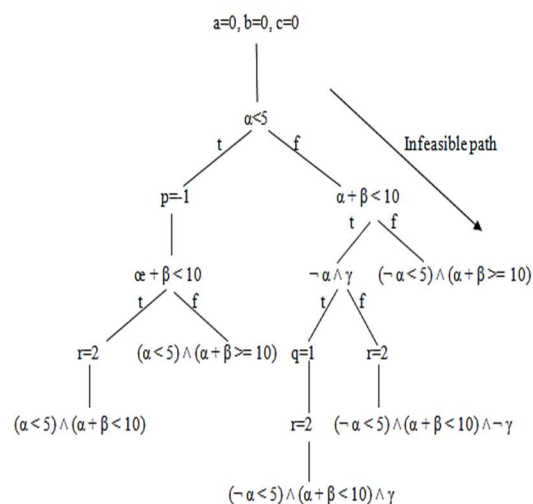 a=0, b=0, c=0
α<5
t f
Infeasible path
p=-1 α + β < 10
t f
œ + β < 10 ¬ α ∧ γ (¬ α < 5) ∧ (α + β >= 10)
t f t f
r=2 (α < 5) ∧ (α + β >= 10) q=1 r=2
(α < 5) ∧ (α + β < 10) r=2 (¬ α < 5) ∧ (α + β < 10) ∧ ¬ γ
(¬ α < 5) ∧ (α + β < 10) ∧ γ